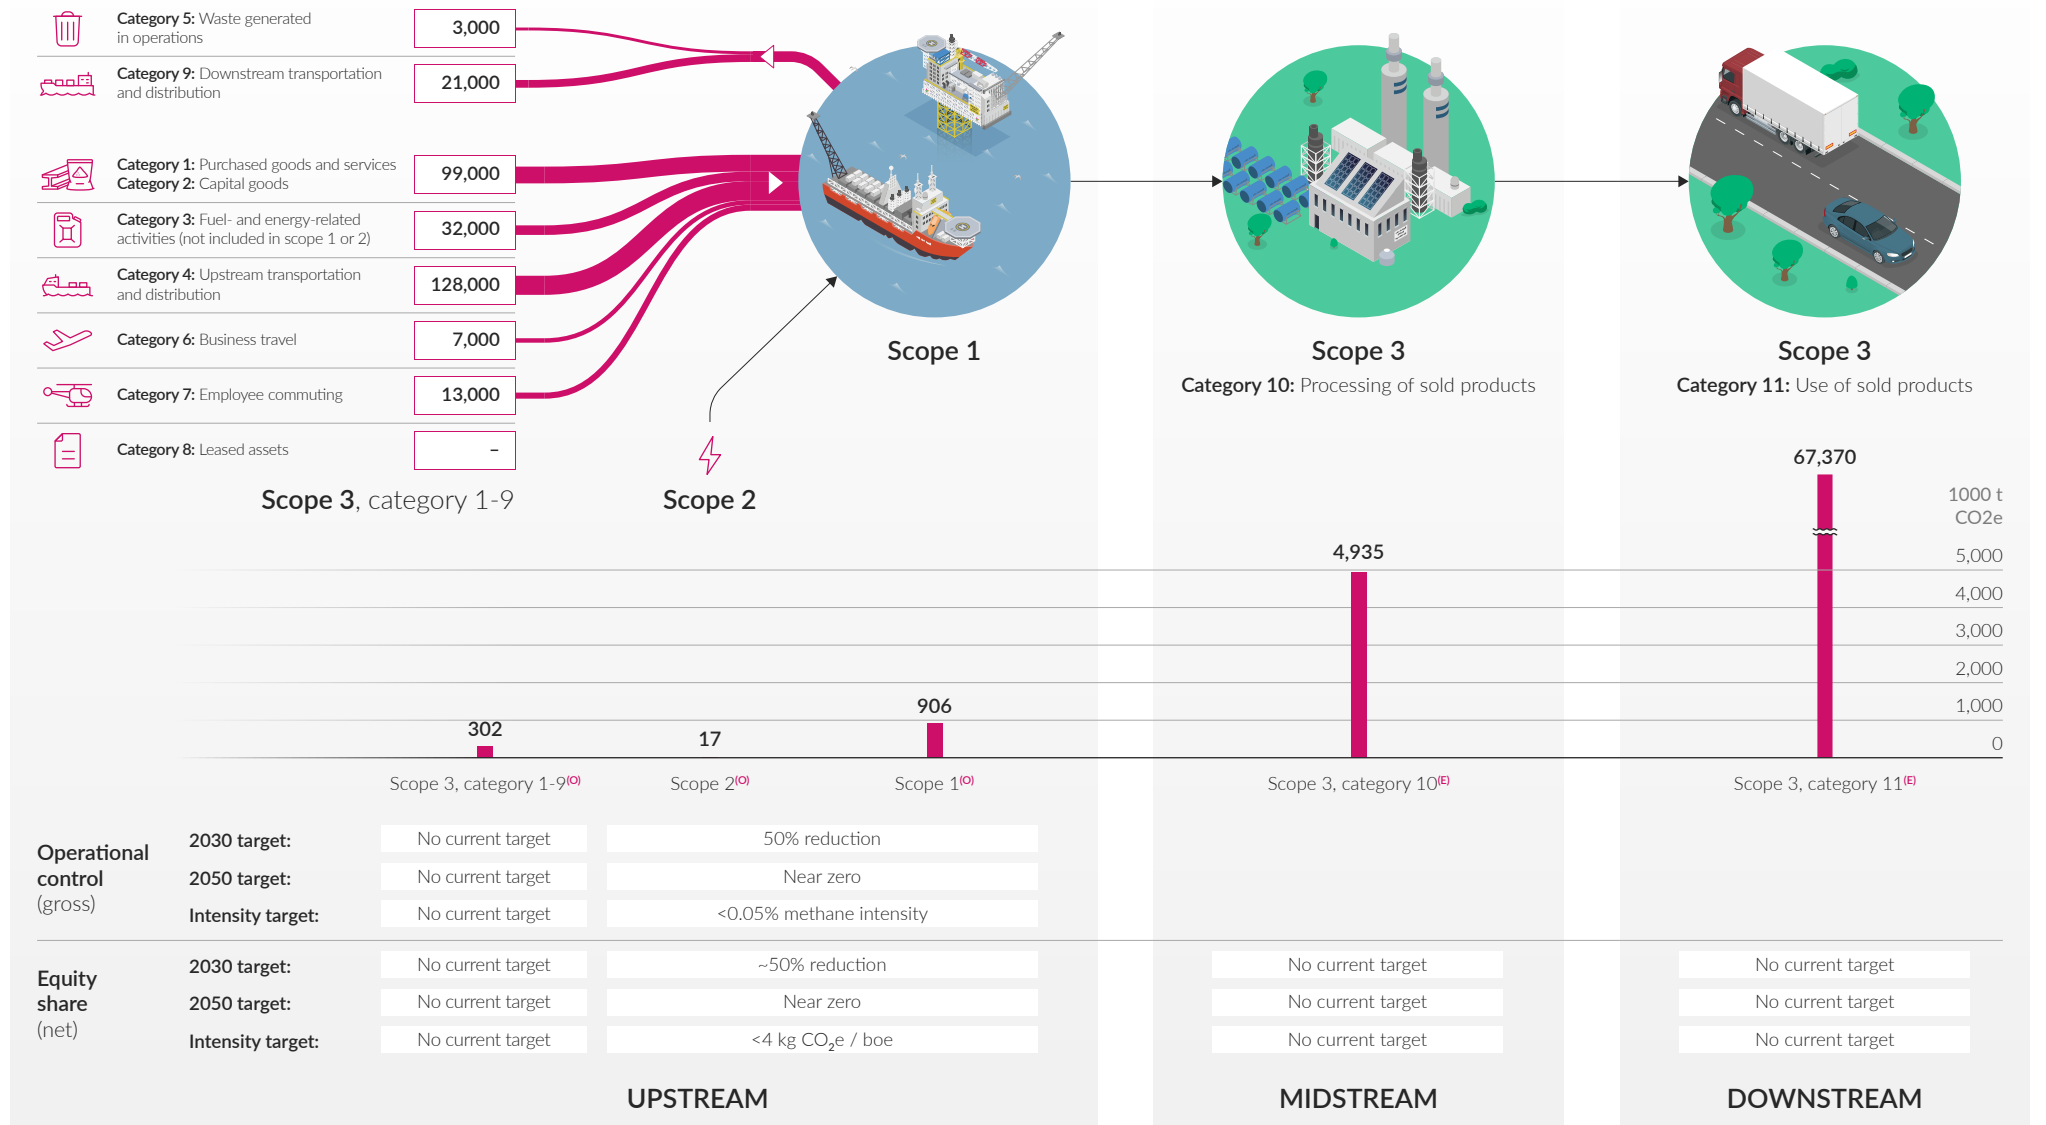 Category 5: Waste generated
in operations
3,000
Category 9: Downstream transportation
and distribution
21,000
Category 1: Purchased goods and services
Category 2: Capital goods
99,000
Category 3: Fuel- and energy-related
activities (not included in scope 1 or 2)
32,000
Category 4: Upstream transportation
and distribution
128,000
Category 6: Business travel
7,000
Category 7: Employee commuting
13,000
Category 8: Leased assets
–
Scope 3, category 1-9
Scope 2
Scope 1
Scope 3
Category 10: Processing of sold products
Scope 3
Category 11: Use of sold products
67,370
1000 t
CO2e
4,935
5,000
4,000
3,000
2,000
1,000
0
302
17
906
Scope 3, category 1-9(O)
Scope 2(O)
Scope 1(O)
Scope 3, category 10(E)
Scope 3, category 11(E)
Operational
control
(gross)
2030 target:
No current target
50% reduction
2050 target:
No current target
Near zero
Intensity target:
No current target
<0.05% methane intensity
Equity
share
(net)
2030 target:
No current target
~50% reduction
No current target
No current target
2050 target:
No current target
Near zero
No current target
No current target
Intensity target:
No current target
<4 kg CO2e / boe
No current target
No current target
UPSTREAM
MIDSTREAM
DOWNSTREAM